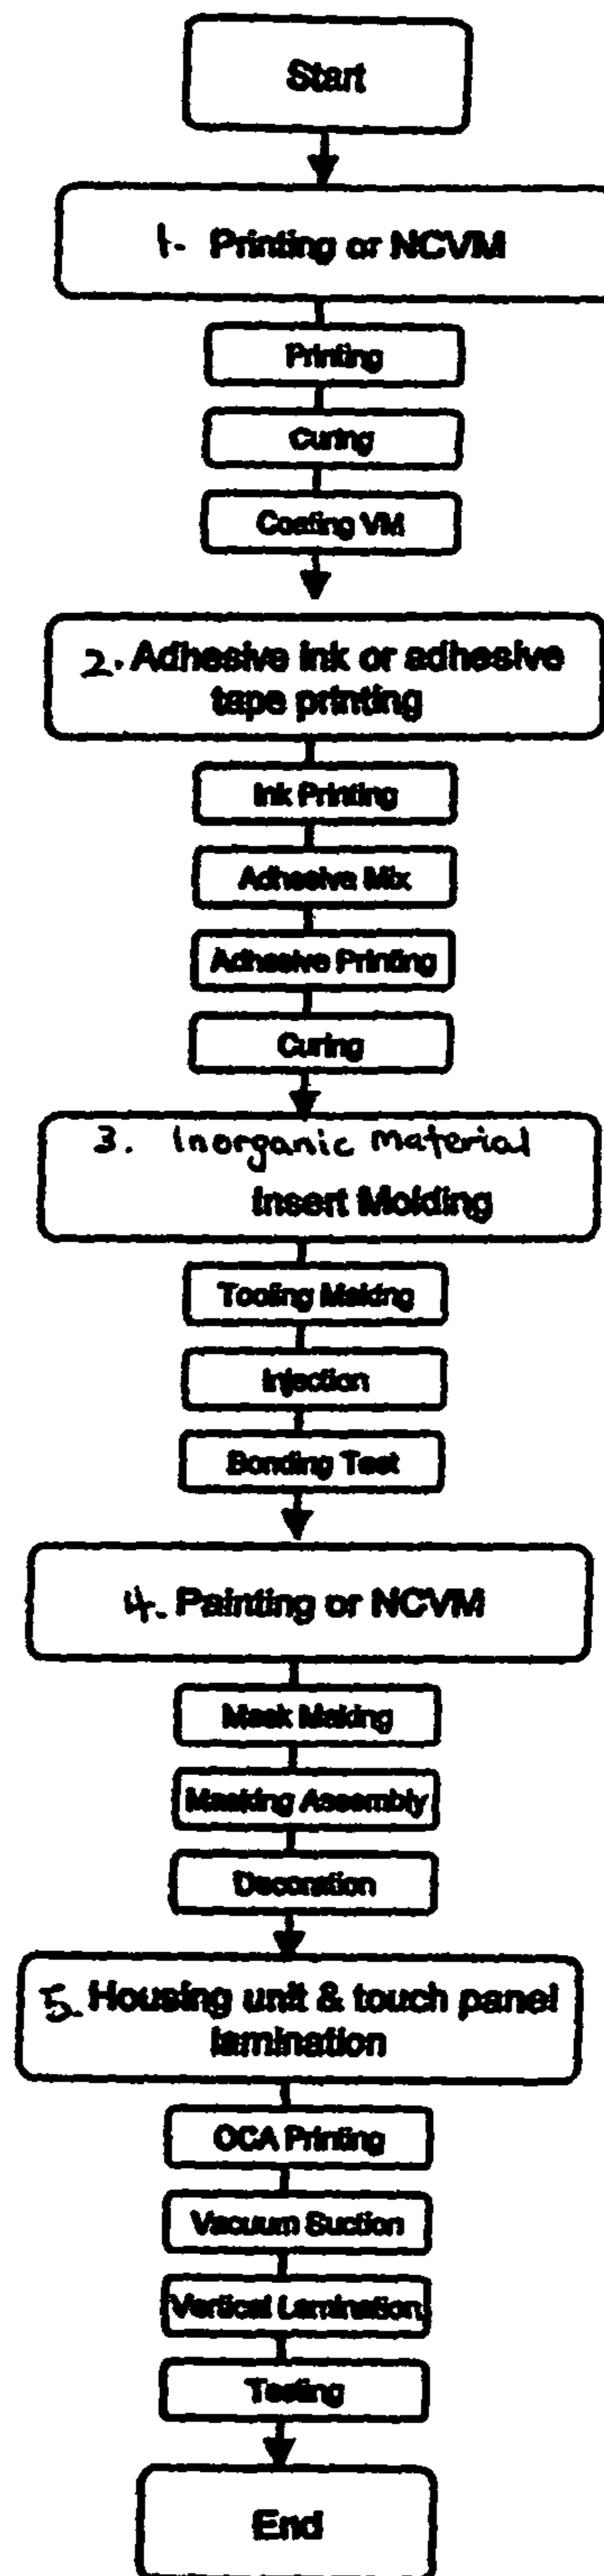 Start
1. Printing or NCVM
Printing
Curing
Coating VM
2. Adhesive ink or adhesive
tape printing
Ink Printing
Adhesive Mix
Adhesive Printing
Curing
3. Inorganic material
Insert Molding
Tooling Making
Injection
Bonding Test
4. Painting or NCVM
Mask Making
Masking Assembly
Decoration
5. Housing unit & touch panel
lamination
OCA Printing
Vacuum Suction
Vertical Lamination
Testing
End